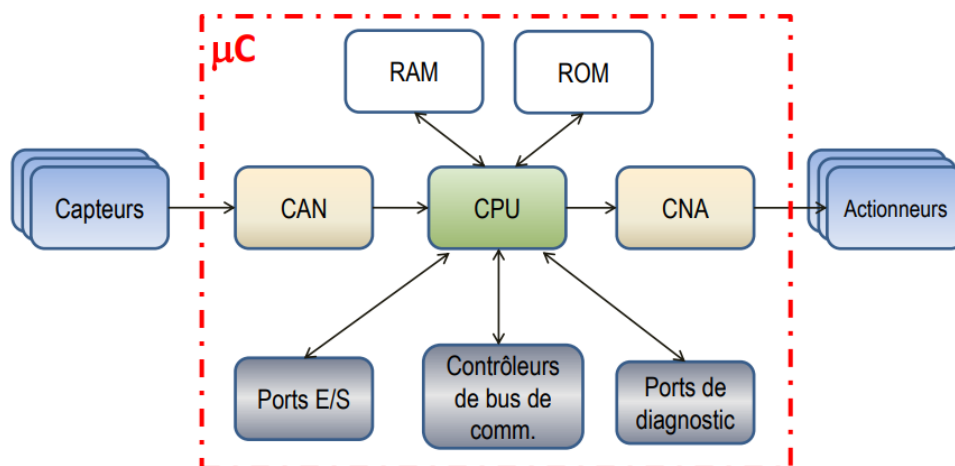 μC
RAM
ROM
Capteurs
CAN
CPU
CNA
Actionneurs
Ports E/S
Contrôleurs
de bus de
comm.
Ports de
diagnostic